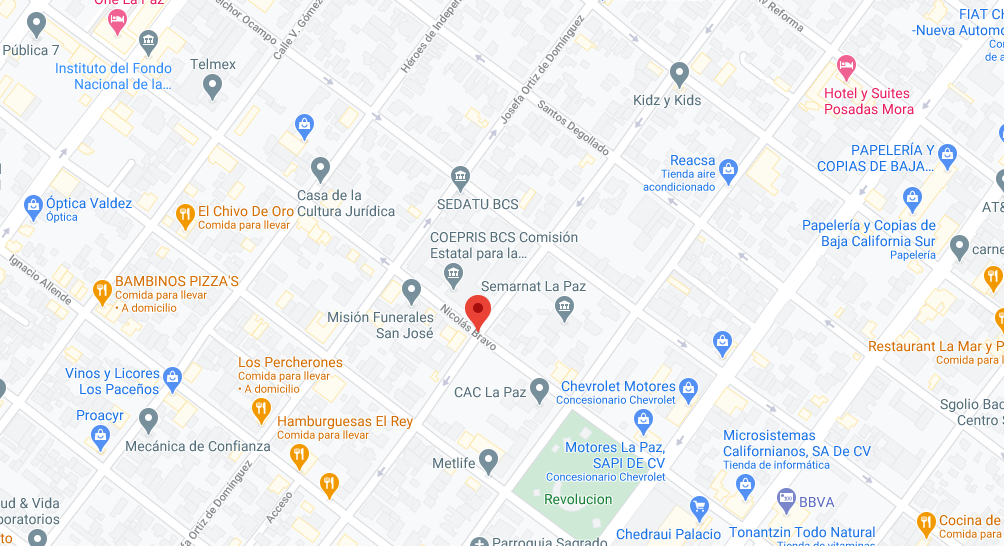 One La Paz
Pública 7
Instituto del Fondo
Nacional de la...
Telmex
Melchor Ocampo
Calle V. Gómez
Héroes de Indepen
Josefa Ortiz de Domínguez
v Reforma
FIAT CH
-Nueva Automo
Co
de a
Kidz y Kids
Hotel y Suites
Posadas Mora
Santos Degollado
Reacsa
Tienda aire
acondicionado
PAPELERÍA Y
COPIAS DE BAJA...
Casa de la
Cultura Jurídica
SEDATU BCS
Óptica Valdez
Óptica
El Chivo De Oro
Comida para llevar
AT&
Papelería y Copias de
Baja California Sur
Papelería
COEPRIS BCS Comisión
Estatal para la...
carne
Ignacio Allende
BAMBINOS PIZZA'S
Comida para llevar
• A domicilio
Semarnat La Paz
Misión Funerales
San José
Nicolás Bravo
Restaurant La Mar y P
Comida para l
Los Percherones
Comida para llevar
• A domicilio
Vinos y Licores
Los Paceños
CAC La Paz
Chevrolet Motores
Concesionario Chevrolet
Sgolio Bac
Centro S
Proacyr
Hamburguesas El Rey
Comida para llevar
Mecánica de Confianza
Motores La Paz,
SAPI DE CV
Concesionario Chevrolet
Microsistemas
Californianos, SA De CV
Tienda de informática
Metlife
Revolucion
BBVA
ud & Vida
boratorios
to
a Ortiz de Domínguez
Acceso
Chedraui Palacio
Tonantzin Todo Natural
Tienda de vitaminas
Cocina de
Comida para
Parroquia Sagrado